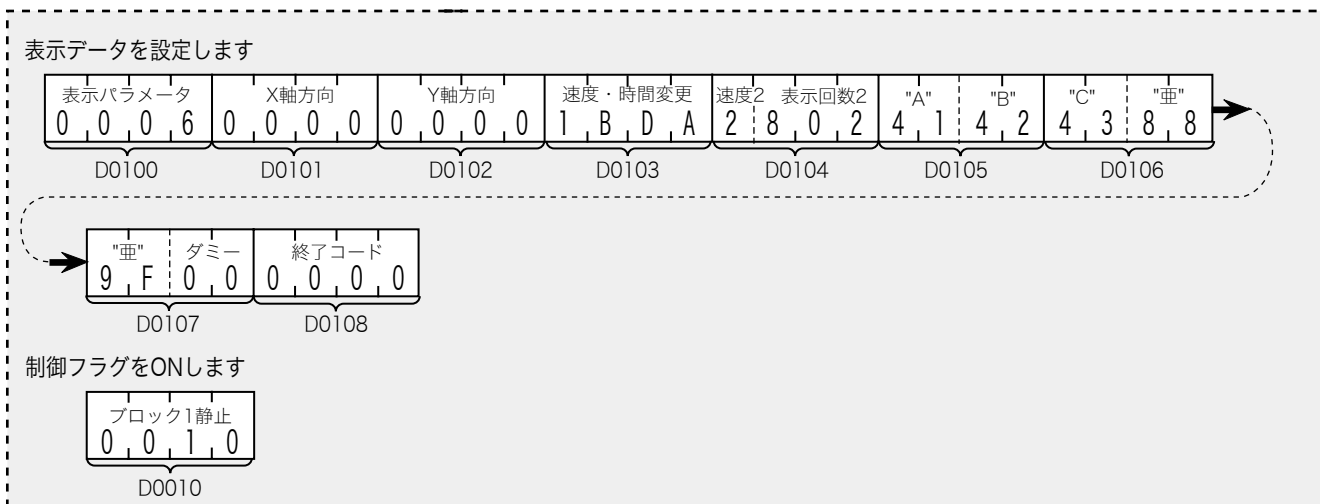 表示データを設定します
表示パラメータ X軸方向 Y軸方向 速度・時間変更 速度2 表示回数2 "A" "B" "C" "亜"
0 0 0 6 0 0 0 0 0 0 0 0 1 B D A 2 8 0 2 4 1 4 2 4 3 8 8
D0100 D0101 D0102 D0103 D0104 D0105 D0106
"亜" ダミー 終了コード
9 F 0 0 0 0 0 0
D0107 D0108
制御フラグをONします
ブロック1静止
0 0 1 0
D0010